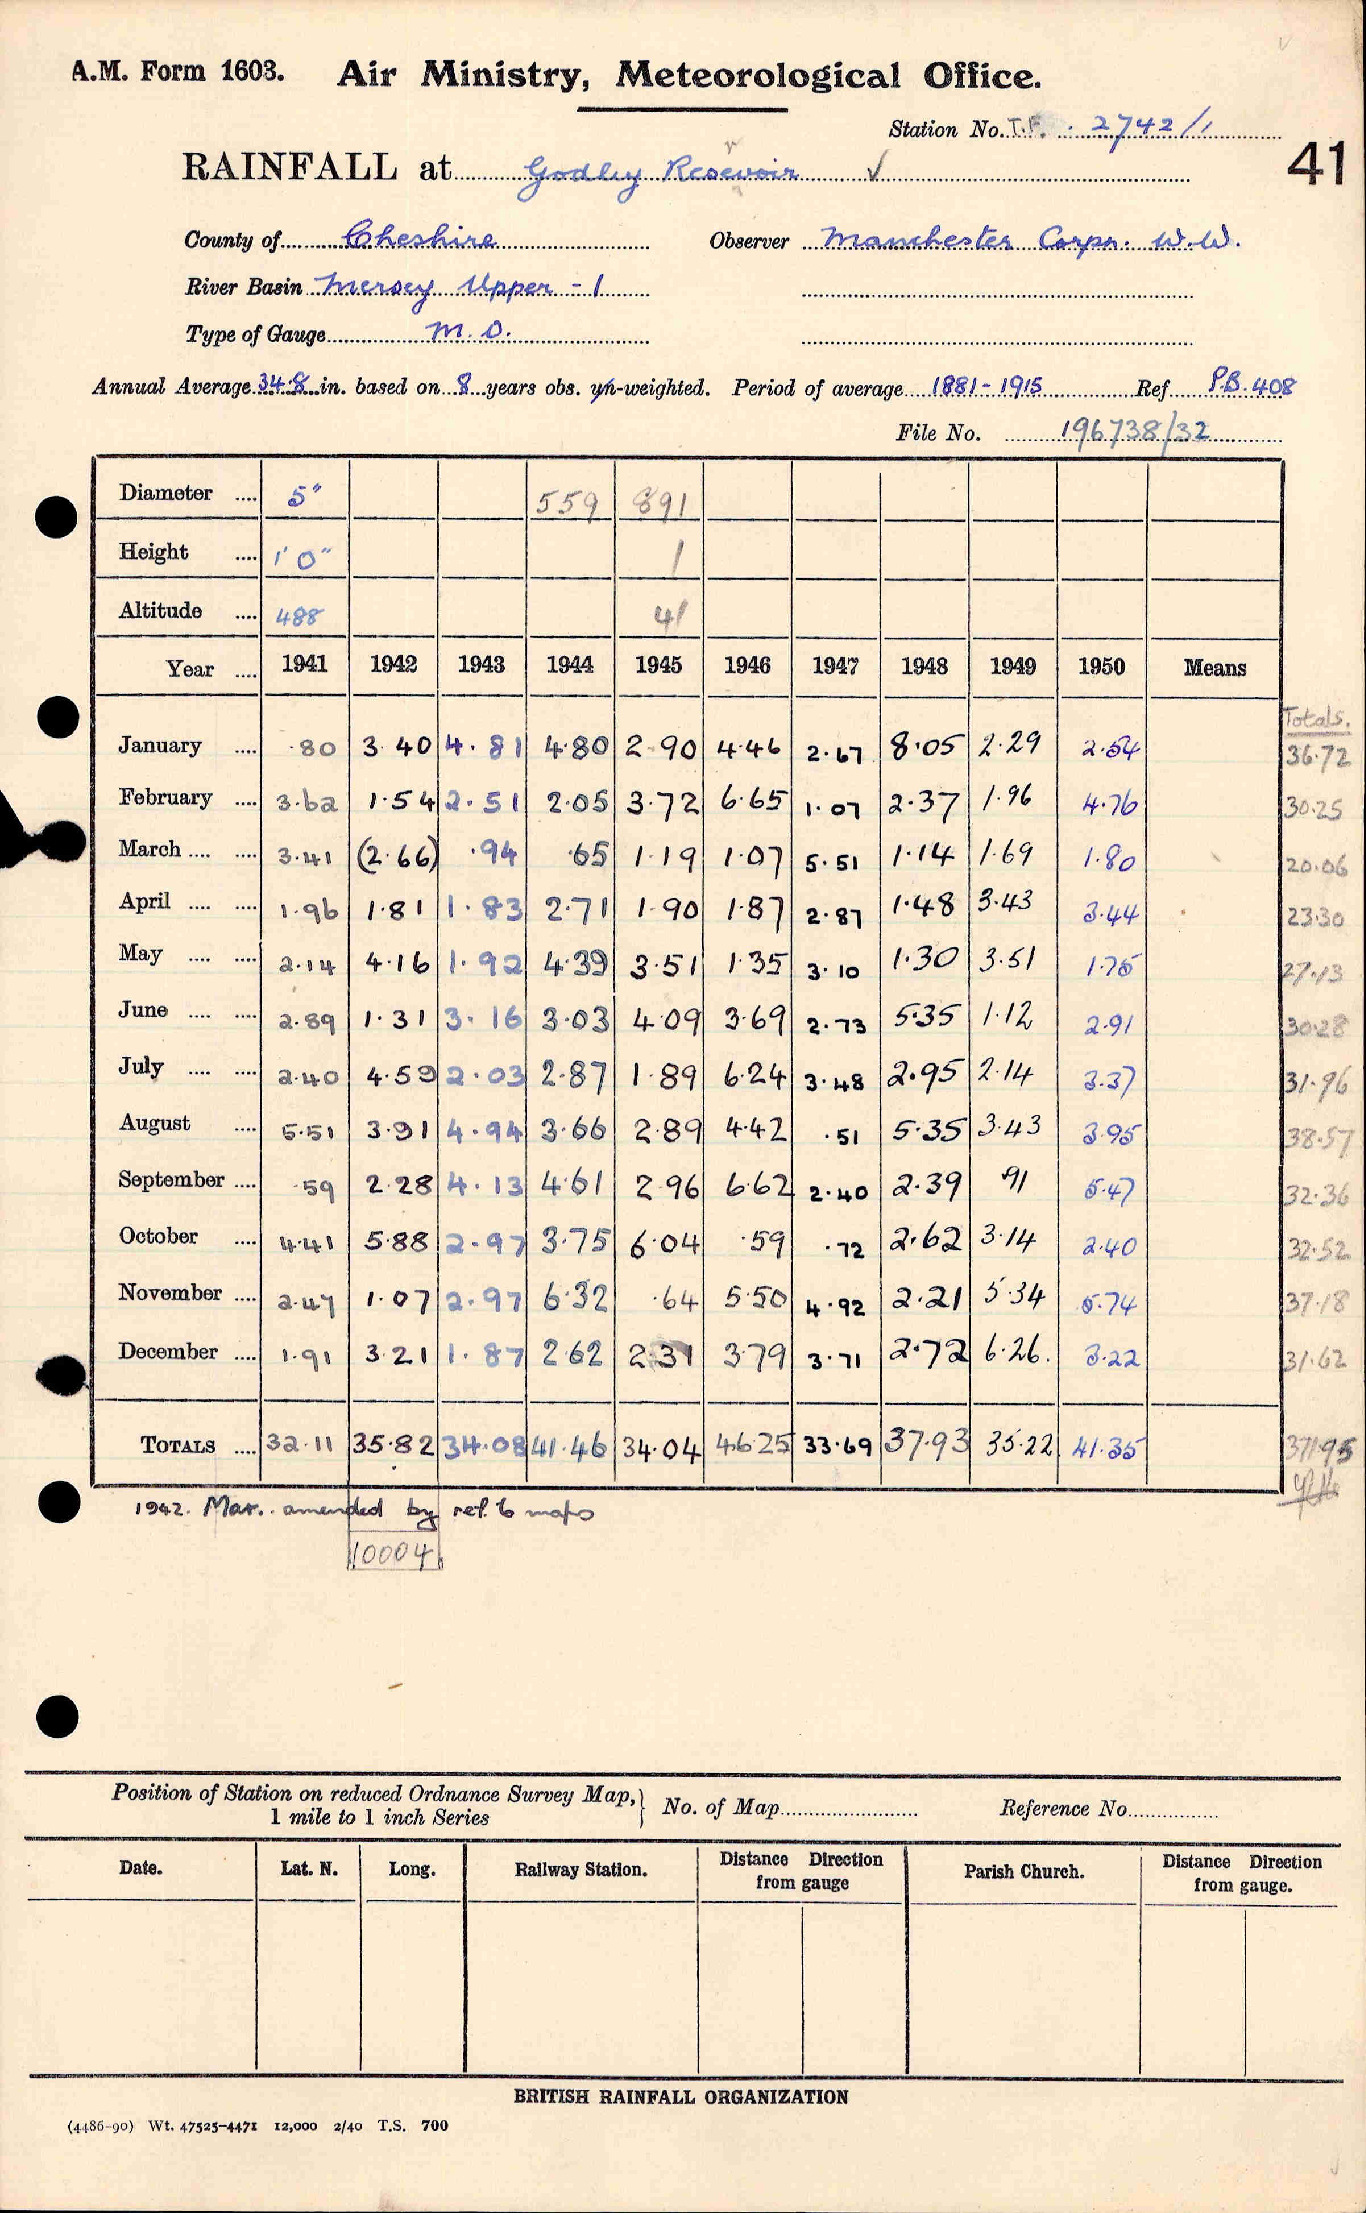 A.M. Form 1603. Air Ministry, Meteorological Office.
Station No. T.F. 2742/1
RAINFALL at Godley Resevoir ✓ 41
r
County of Cheshire Observer Manchester Corpn. W.W.
River Basin Mersey Upper - 1
Type of Gauge M.O.
Annual Average 34.8 in. based on 8 years obs. un-weighted. Period of average 1881-1915 Ref P.B. 408
File No. 196738/32
Diameter .... 5" 559 891
Height .... 1' 0" 1
Altitude .... 488 41
Year .... 1941 1942 1943 1944 1945 1946 1947 1948 1949 1950 Means
Totals.
January .... .80 3.40 4.81 4.80 2.90 4.46 2.67 8.05 2.29 2.54 36.72
February .... 3.62 1.54 2.51 2.05 3.72 6.65 1.07 2.37 1.96 4.76 30.25
March .... .... 3.41 (2.66) .94 .65 1.19 1.07 5.51 1.14 1.69 1.80 20.06
April .... .... 1.96 1.81 1.83 2.71 1.90 1.87 2.87 1.48 3.43 3.44 23.30
May .... .... 2.14 4.16 1.92 4.39 3.51 1.35 3.10 1.30 3.51 1.75 27.13
June .... .... 2.89 1.31 3.16 3.03 4.09 3.69 2.73 5.35 1.12 2.91 30.28
July .... .... 2.40 4.59 2.03 2.87 1.89 6.24 3.48 2.95 2.14 3.37 31.96
August .... 5.51 3.91 4.94 3.66 2.89 4.42 .51 5.35 3.43 3.95 38.57
September .... .59 2.28 4.13 4.61 2.96 6.62 2.40 2.39 .91 5.47 32.36
October .... 4.41 5.88 2.97 3.75 6.04 .59 .72 2.62 3.14 2.40 32.52
November .... 2.47 1.07 2.97 6.32 .64 5.50 4.92 2.21 5.34 5.74 37.18
December .... 1.91 3.21 1.87 2.62 2.31 3.79 3.71 2.72 6.26. 3.22 31.62
TOTALS .... 32.11 35.82 34.08 41.46 34.04 46.25 33.69 37.93 35.22 41.35 371.95
1942. Mar. amended by ref. to maps
10004
Position of Station on reduced Ordnance Survey Map, } No. of Map Reference No.
1 mile to 1 inch Series
Date. Lat. N. Long. Railway Station. Distance Direction from gauge Parish Church. Distance Direction from gauge.
BRITISH RAINFALL ORGANIZATION
(4486-90) Wt. 47525-4471 12,000 2/40 T.S. 700